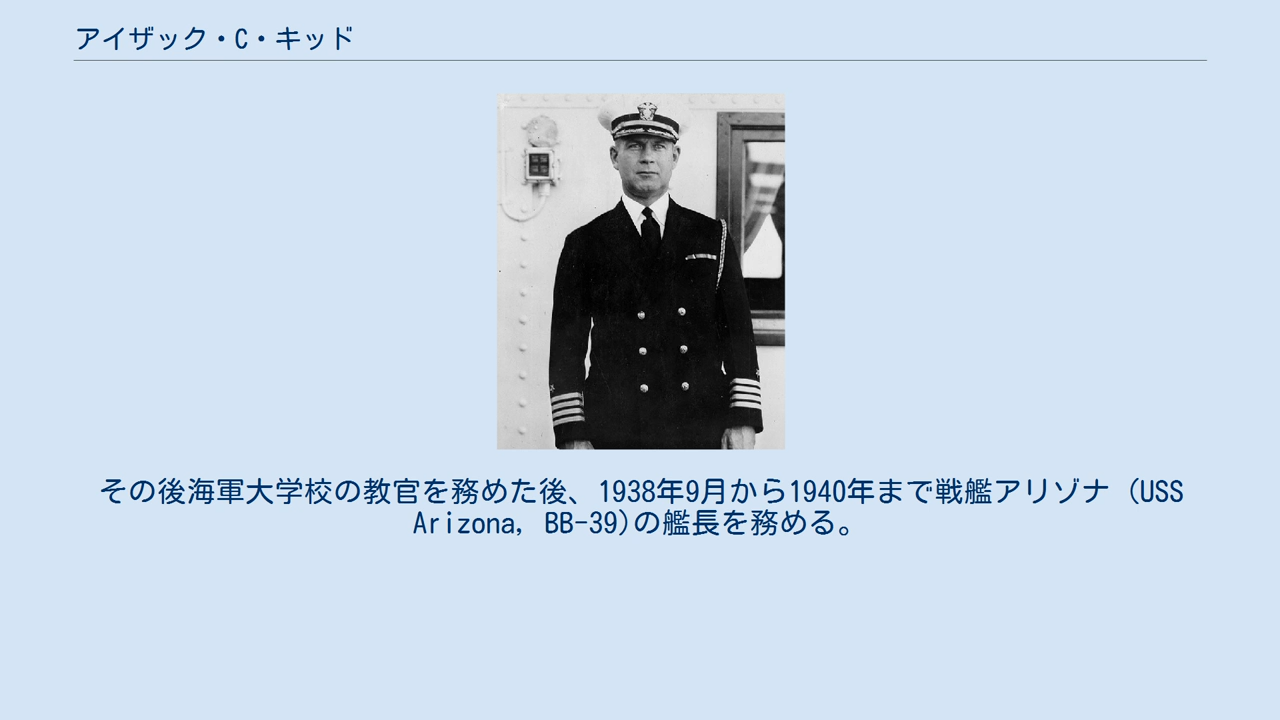 アイザック・C・キッド
その後海軍大学校の教官を務めた後、1938年9月から1940年まで戦艦アリゾナ (USS
Arizona, BB-39)の艦長を務める。